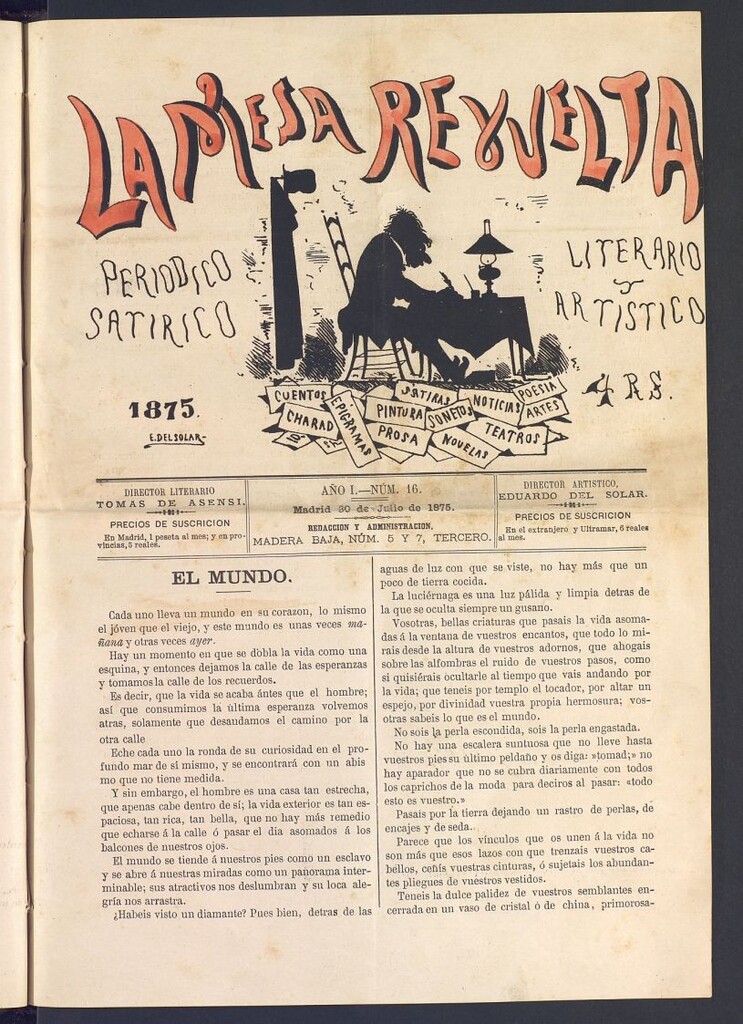 LA MESA REVUELTA
PERIODICO
SATIRICO
LITERARIO
Y
ARTISTICO
1875.
E. DEL SOLAR
4 RS.
CUENTOS
CHARAD
EPIGRAMAS
SÁTIRAS
PINTURA
PROSA
SONETOS
NOTICIAS
NOVELAS
POESIA
ARTES
TEATROS
DIRECTOR LITERARIO
TOMAS DE ASENSI.
PRECIOS DE SUSCRICION
En Madrid, 1 peseta al mes; y en pro-
vincias, 5 reales.
AÑO I.—NÚM. 16.
Madrid 30 de Julio de 1875.
REDACCION Y ADMINISTRACION,
MADERA BAJA, NÚM. 5 Y 7, TERCERO.
DIRECTOR ARTISTICO,
EDUARDO DEL SOLAR.
PRECIOS DE SUSCRICION
En el extranjero y Ultramar, 6 reales
al mes.
EL MUNDO.
Cada uno lleva un mundo en su corazon, lo mismo
el jóven que el viejo, y este mundo es unas veces ma-
ñana y otras veces ayer.
Hay un momento en que se dobla la vida como una
esquina, y entonces dejamos la calle de las esperanzas
y tomamos la calle de los recuerdos.
Es decir, que la vida se acaba ántes que el hombre;
así que consumimos la última esperanza volvemos
atras, solamente que desandamos el camino por la
otra calle
Eche cada uno la ronda de su curiosidad en el pro-
fundo mar de sí mismo, y se encontrará con un abis
mo que no tiene medida.
Y sin embargo, el hombre es una casa tan estrecha,
que apenas cabe dentro de sí; la vida exterior es tan es-
paciosa, tan rica, tan bella, que no hay más remedio
que echarse á la calle ó pasar el dia asomados á los
balcones de nuestros ojos.
El mundo se tiende á nuestros pies como un esclavo
y se abre á nuestras miradas como un panorama inter-
minable; sus atractivos nos deslumbran y su loca ale-
gría nos arrastra.
¿Habeis visto un diamante? Pues bien, detras de las
aguas de luz con que se viste, no hay más que un
poco de tierra cocida.
La luciérnaga es una luz pálida y limpia detras de
la que se oculta siempre un gusano.
Vosotras, bellas criaturas que pasais la vida asoma-
das á la ventana de vuestros encantos, que todo lo mi-
rais desde la altura de vuestros adornos, que ahogais
sobre las alfombras el ruido de vuestros pasos, como
si quisiérais ocultarle al tiempo que vais andando por
la vida; que teneis por templo el tocador, por altar un
espejo, por divinidad vuestra propia hermosura; vos-
otras sabeis lo que es el mundo.
No sois la perla escondida, sois la perla engastada.
No hay una escalera suntuosa que no lleve hasta
vuestros pies su último peldaño y os diga: »tomad;» no
hay aparador que no se cubra diariamente con todos
los caprichos de la moda para deciros al pasar: «todo
esto es vuestro.»
Pasais por la tierra dejando un rastro de perlas, de
encajes y de seda.
Parece que los vínculos que os unen á la vida no
son más que esos lazos con que trenzais vuestros ca-
bellos, ceñís vuestras cinturas, ó sujetais los abundan-
tes pliegues de vuestros vestidos.
Teneis la dulce palidez de vuestros semblantes en-
cerrada en un vaso de cristal ó de china, primorosa-